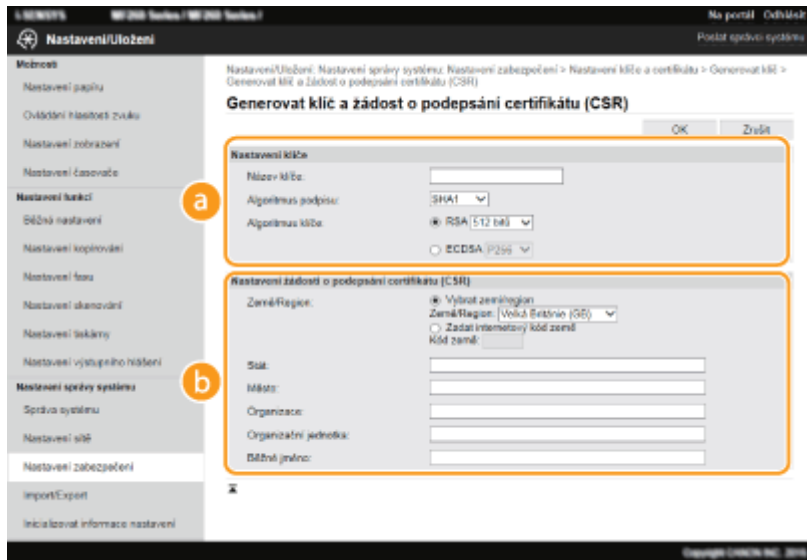 Na portál Odhlásit
Nastavení/Uložení
Poslat správci systému
Možnosti
Nastavení papíru
Ovládání hlasitosti zvuku
Nastavení zobrazení
Nastavení časovače
Nastavení funkcí
Běžné nastavení
Nastavení kopírování
Nastavení faxu
Nastavení skenování
Nastavení tiskárny
Nastavení výstupního hlášení
Nastavení správy systému
Správa systému
Nastavení sítě
Nastavení zabezpečení
Import/Export
Inicializovat informace nastavení
Nastavení/Uložení: Nastavení správy systému: Nastavení zabezpečení > Nastavení klíče a certifikátu > Generovat klíč >
Generovat klíč a žádost o podepsání certifikátu (CSR)
Generovat klíč a žádost o podepsání certifikátu (CSR)
OK Zrušit
a
Nastavení klíče
Název klíče:
Algoritmus podpisu: SHA1
Algoritmus klíče: RSA 512 bitů
ECDSA P256
b
Nastavení žádosti o podepsání certifikátu (CSR)
Země/Region: Vybrat zemi/region
Země/Region: Velká Británie (GB)
Zadat internetový kód země
Kód země:
Stát:
Město:
Organizace:
Organizační jednotka:
Běžné jméno: